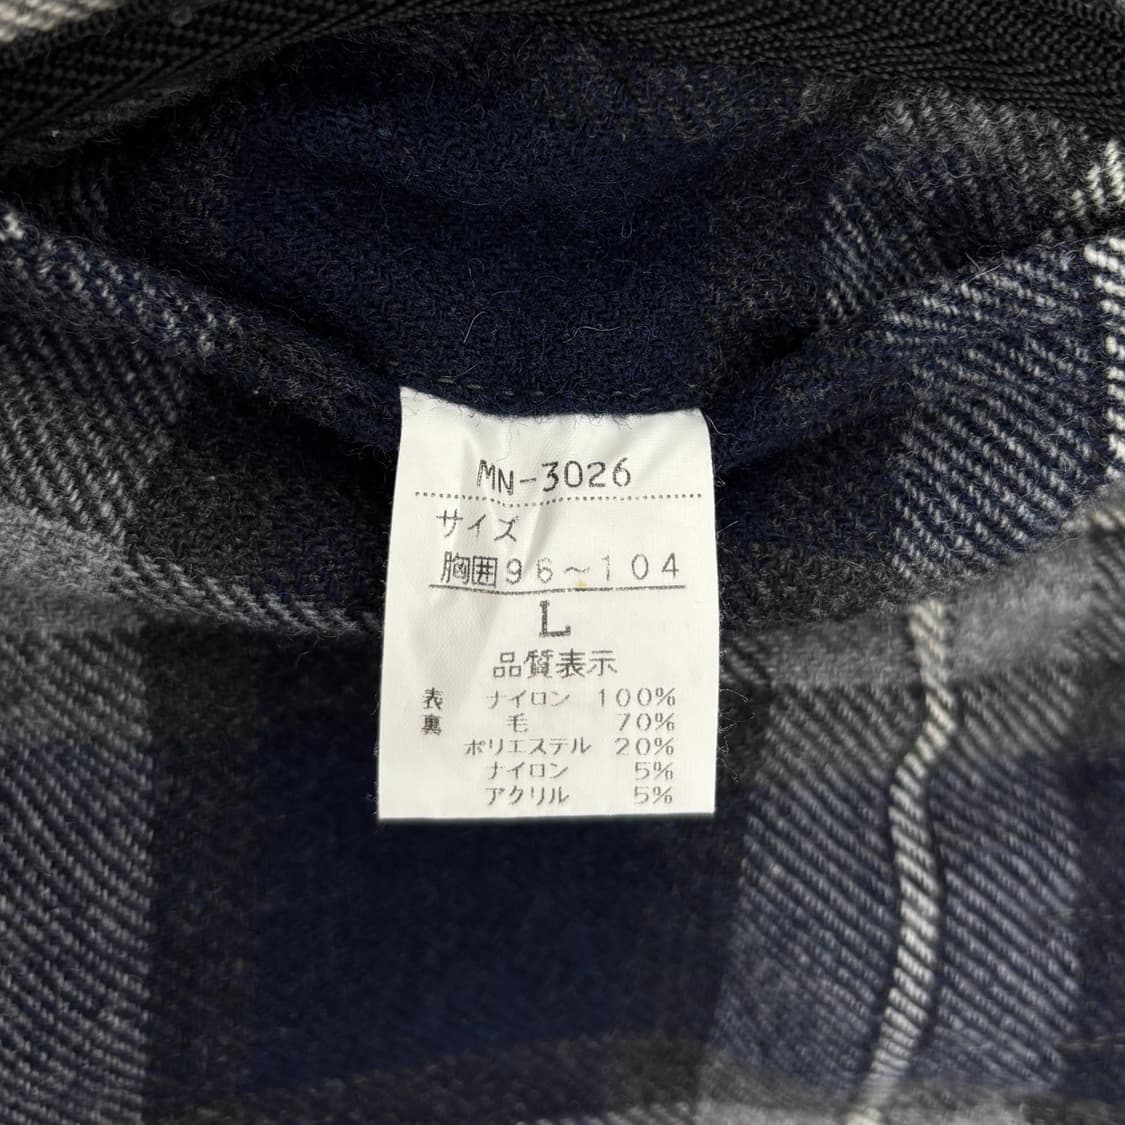 MN-3026
サイズ
胸囲96~104
L
品質表示
表 ナイロン 100%
裏 毛 70%
ポリエステル 20%
ナイロン 5%
アクリル 5%